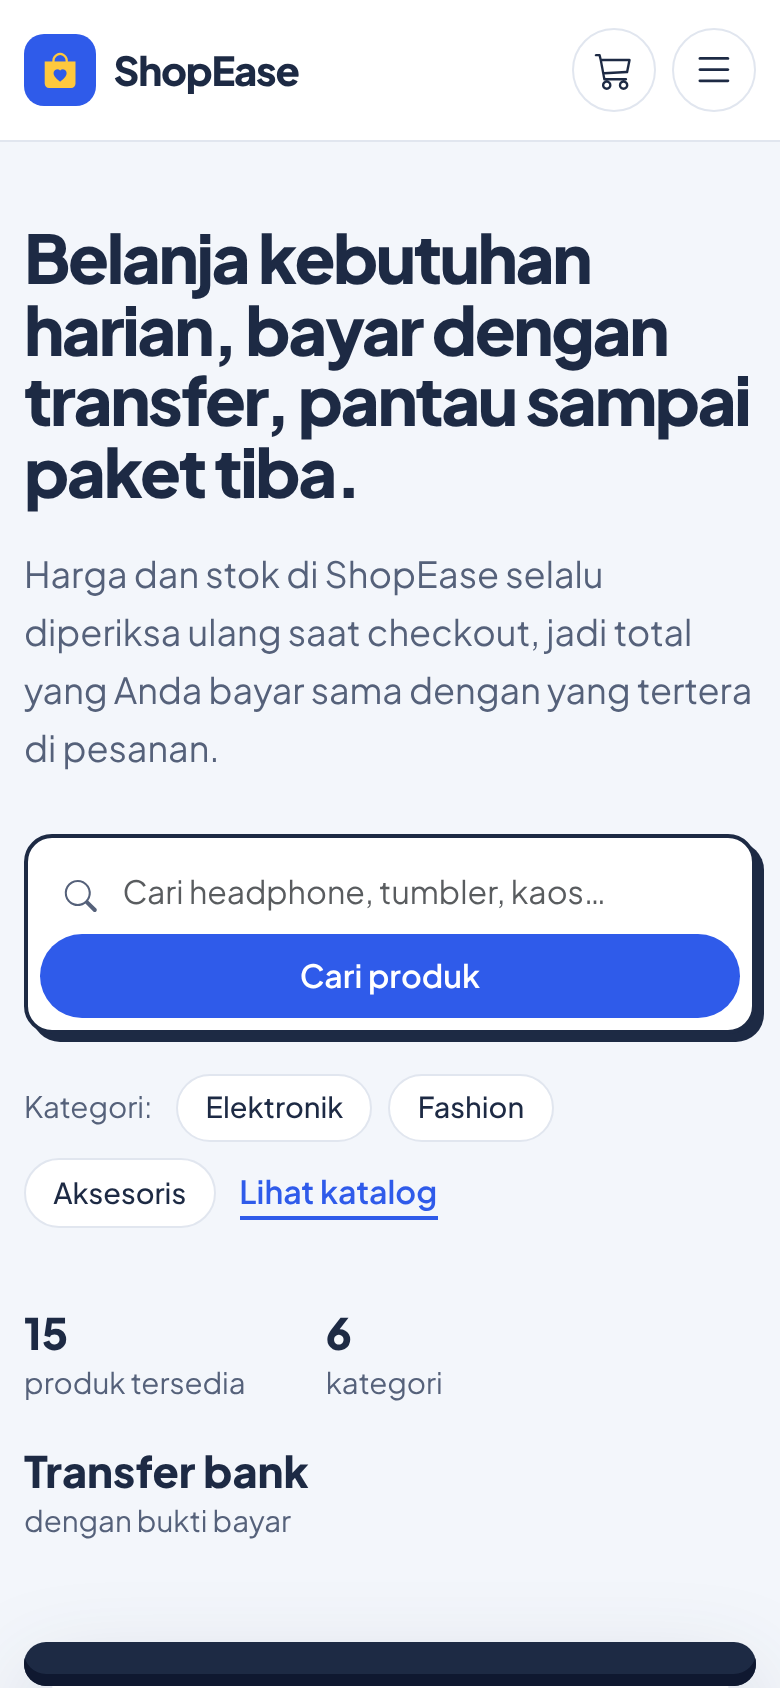 ShopEase
Belanja kebutuhan
harian, bayar dengan
transfer, pantau sampai
paket tiba.
Harga dan stok di ShopEase selalu
diperiksa ulang saat checkout, jadi total
yang Anda bayar sama dengan yang tertera
di pesanan.
Cari headphone, tumbler, kaos...
Cari produk
Kategori: Elektronik Fashion
Aksesoris Lihat katalog
15 6
produk tersedia kategori
Transfer bank
dengan bukti bayar